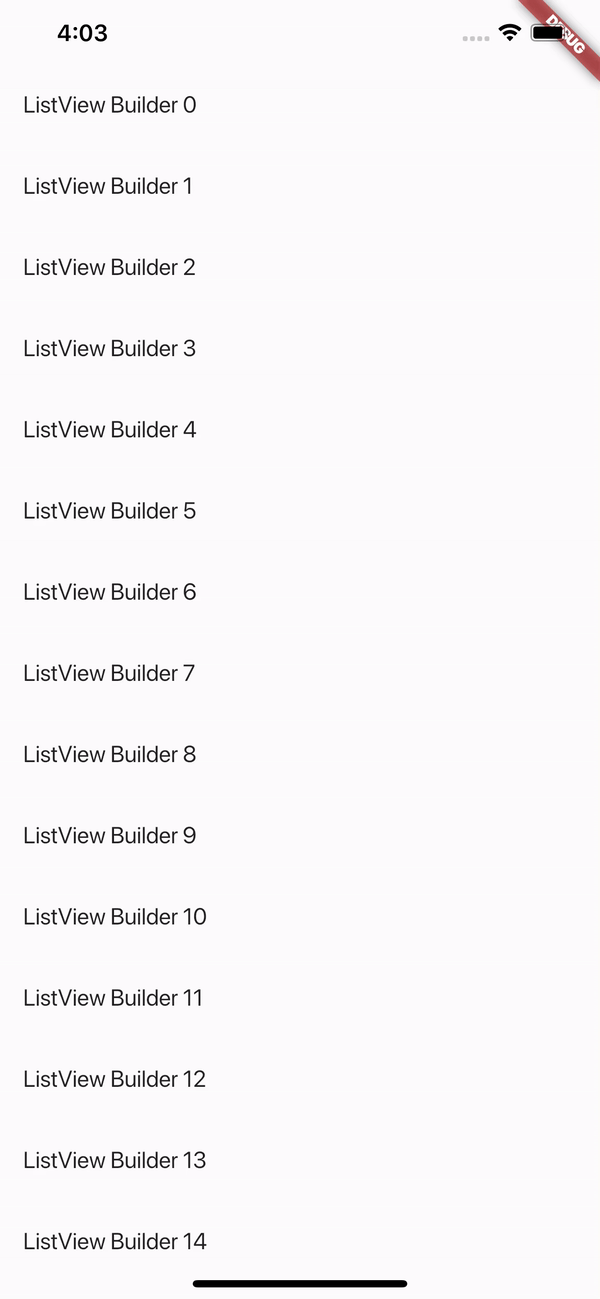 4:03
DEBUG
ListView Builder 0
ListView Builder 1
ListView Builder 2
ListView Builder 3
ListView Builder 4
ListView Builder 5
ListView Builder 6
ListView Builder 7
ListView Builder 8
ListView Builder 9
ListView Builder 10
ListView Builder 11
ListView Builder 12
ListView Builder 13
ListView Builder 14